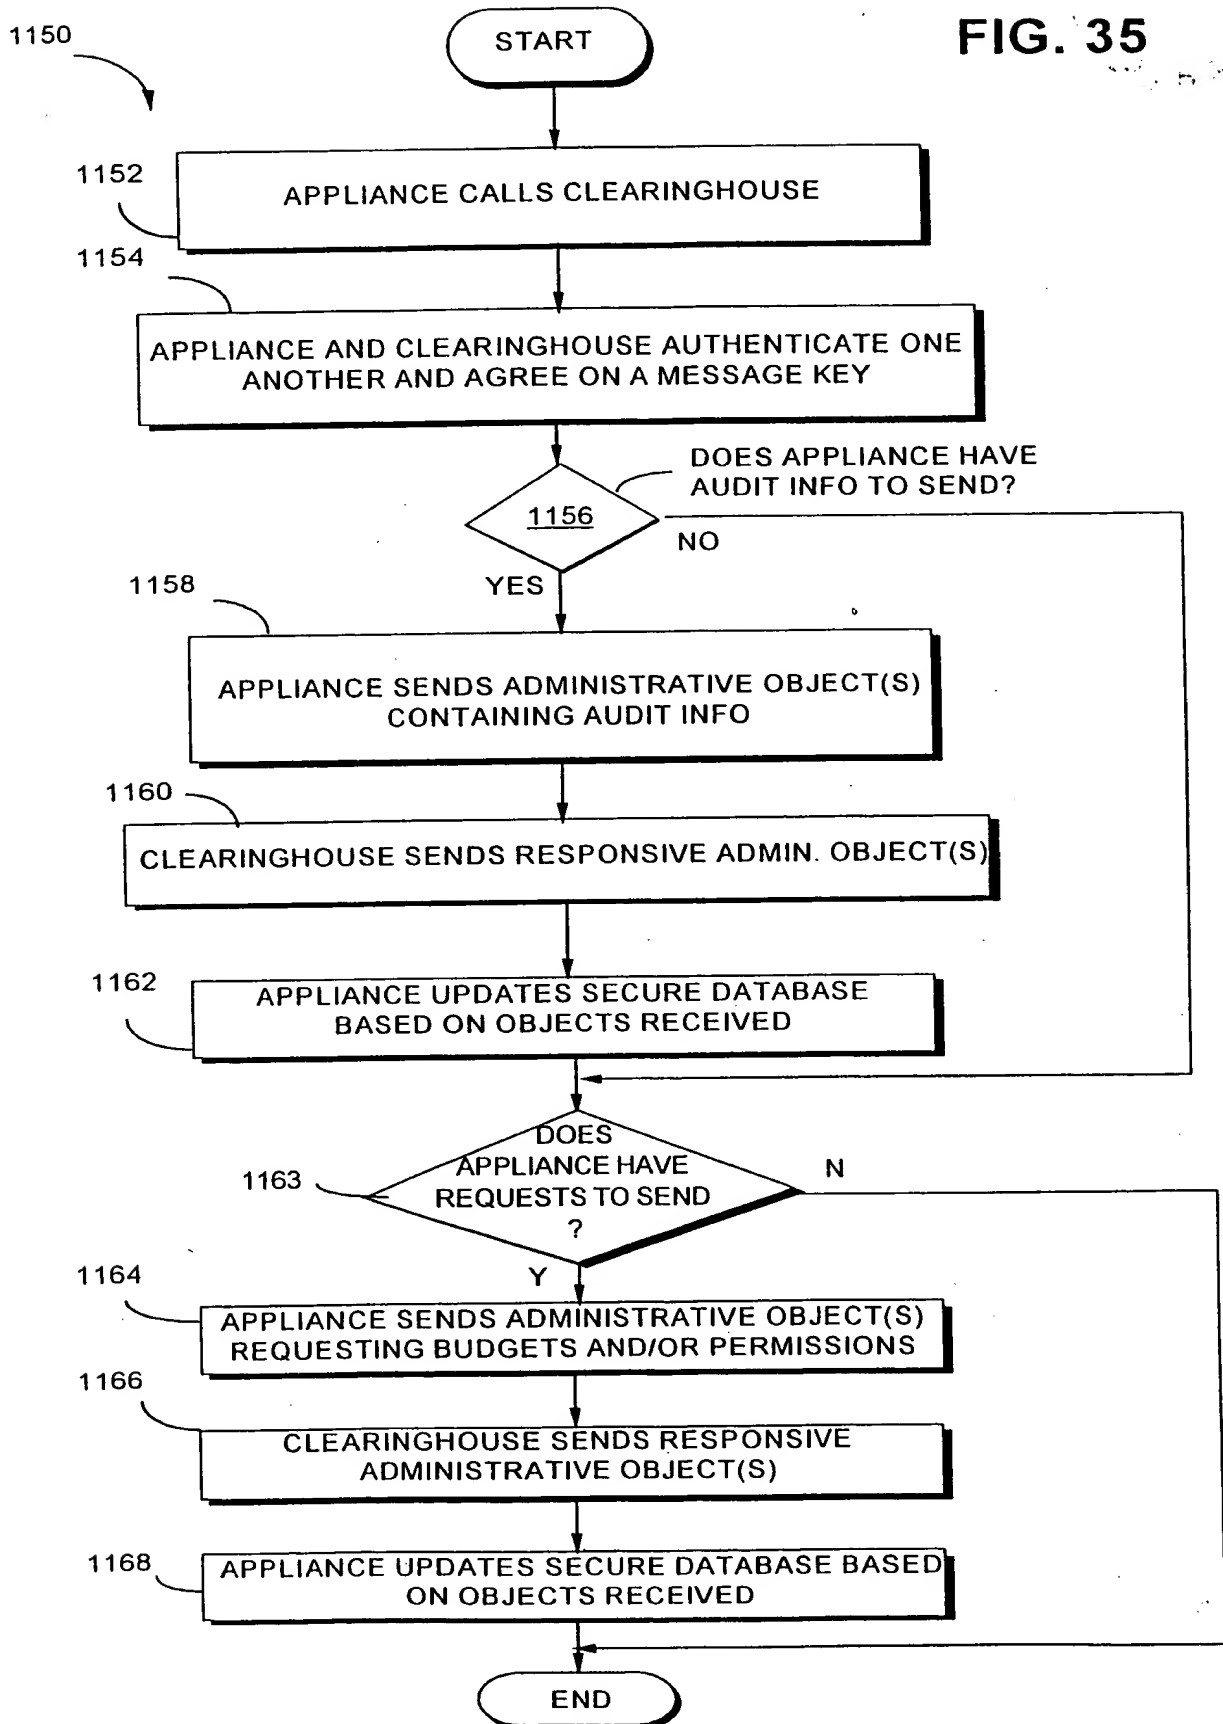 1150
START
FIG. 35
1152
APPLIANCE CALLS CLEARINGHOUSE
1154
APPLIANCE AND CLEARINGHOUSE AUTHENTICATE ONE
ANOTHER AND AGREE ON A MESSAGE KEY
DOES APPLIANCE HAVE
AUDIT INFO TO SEND?
1156
NO
YES
1158
APPLIANCE SENDS ADMINISTRATIVE OBJECT(S)
CONTAINING AUDIT INFO
1160
CLEARINGHOUSE SENDS RESPONSIVE ADMIN. OBJECT(S)
1162
APPLIANCE UPDATES SECURE DATABASE
BASED ON OBJECTS RECEIVED
DOES
APPLIANCE HAVE
REQUESTS TO SEND
?
1163
N
Y
1164
APPLIANCE SENDS ADMINISTRATIVE OBJECT(S)
REQUESTING BUDGETS AND/OR PERMISSIONS
1166
CLEARINGHOUSE SENDS RESPONSIVE
ADMINISTRATIVE OBJECT(S)
1168
APPLIANCE UPDATES SECURE DATABASE BASED
ON OBJECTS RECEIVED
END